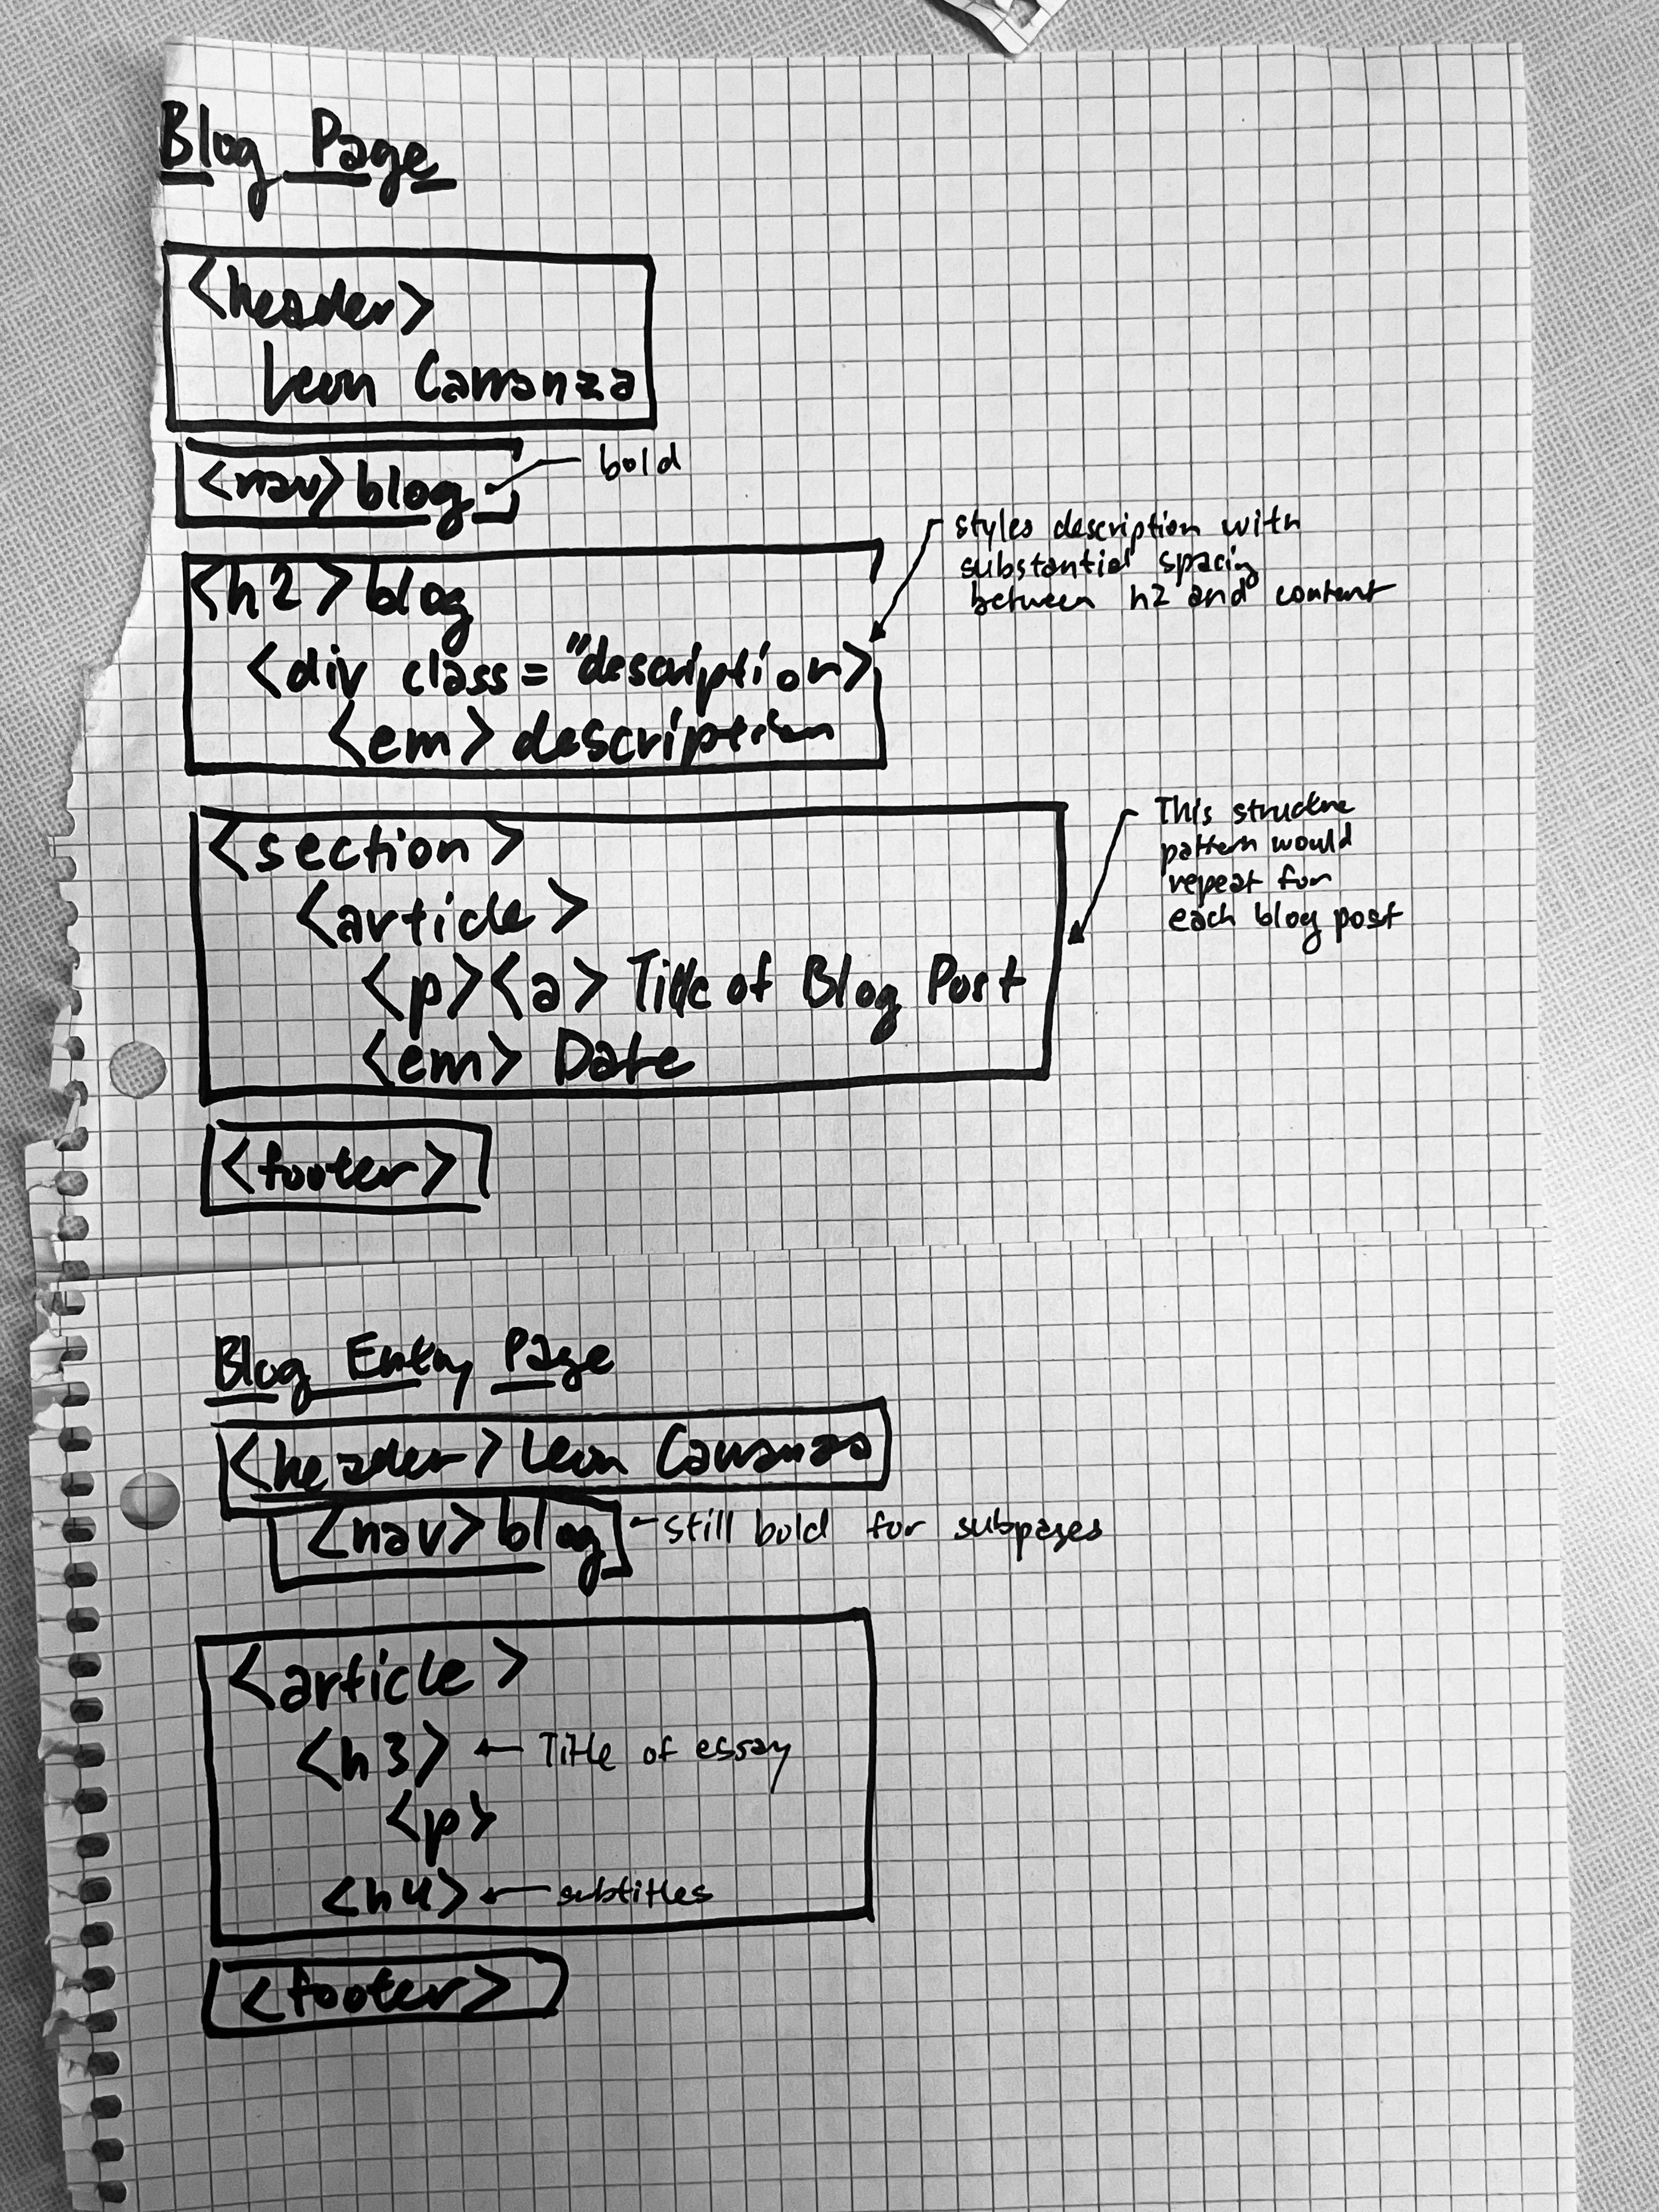 Blog Page
<header>
Leon Carranza
<nav> blog
bold
<h2> blog
<div class="description>
<em> description
styles description with
substantial spacing
between h2 and content
<section>
<article>
<p><a> Title of Blog Post
<em> Date
This structure
pattern would
repeat for
each blog post
<footer>
Blog Entry Page
<header> Leon Carranza
<nav> blog
still bold for subpages
<article>
<h3> ← Title of essay
<p>
<h4> ← subtitles
<footer>